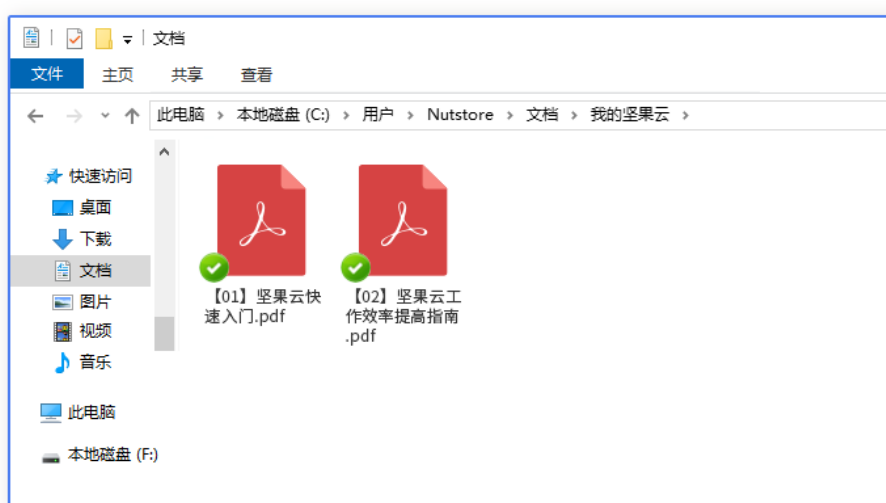 文档
文件 主页 共享 查看
此电脑 › 本地磁盘 (C:) › 用户 › Nutstore › 文档 › 我的坚果云 ›
快速访问
桌面
下载
文档
图片
视频
音乐
此电脑
本地磁盘 (F:)
【01】坚果云快
速入门.pdf
【02】坚果云工
作效率提高指南
.pdf